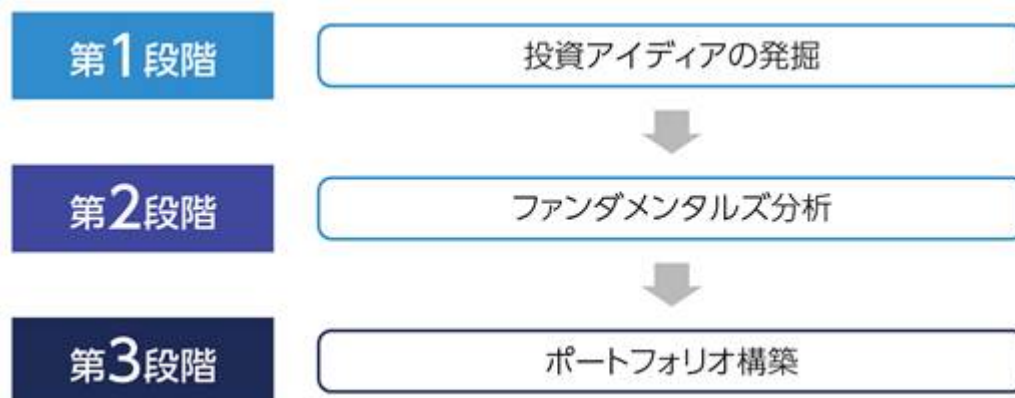 第1段階
投資アイディアの発掘
第2段階
ファンダメンタルズ分析
第3段階
ポートフォリオ構築